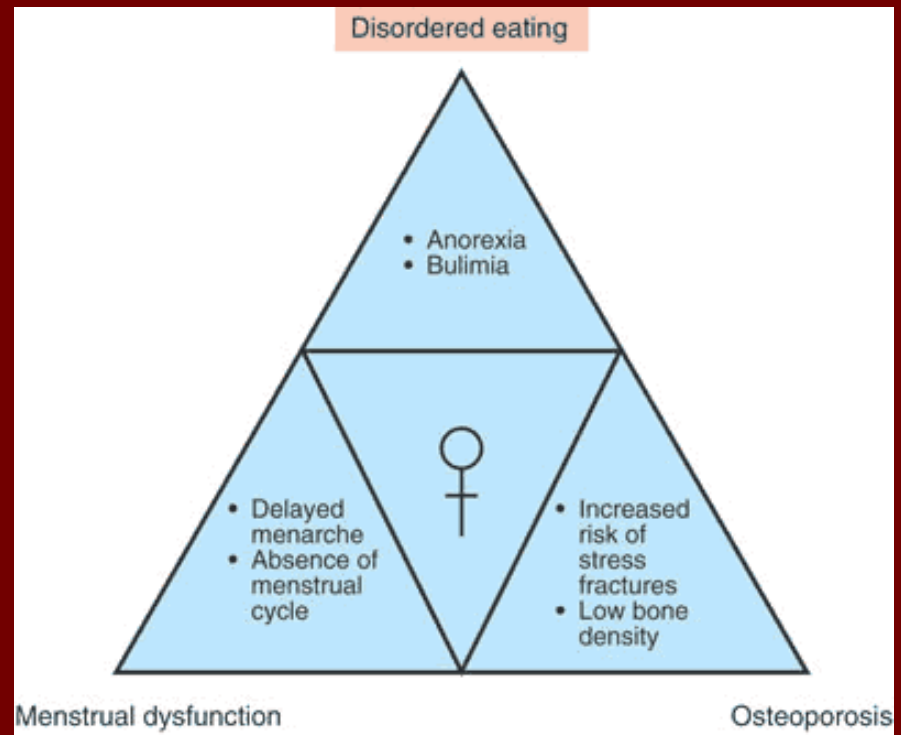 Disordered eating
• Anorexia
• Bulimia
• Delayed
menarche
• Absence of
menstrual
cycle
• Increased
risk of
stress
fractures
• Low bone
density
Menstrual dysfunction
Osteoporosis